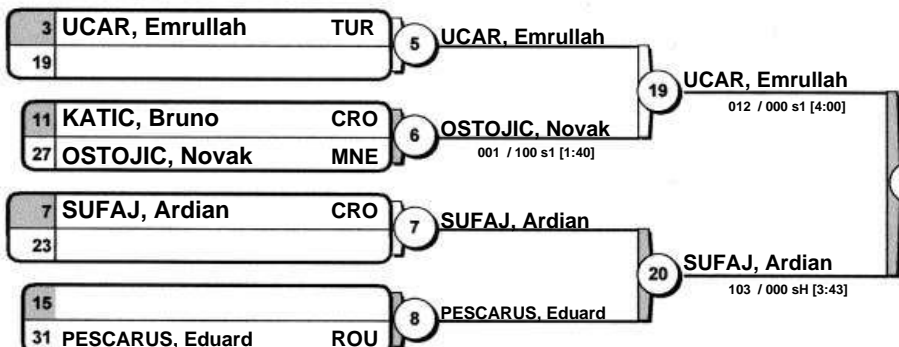 3 UCAR, Emrullah TUR
19
11 KATIC, Bruno CRO
27 OSTOJIC, Novak MNE
7 SUFAJ, Ardian CRO
23
15
31 PESCARUS, Eduard ROU
5 UCAR, Emrullah
6 OSTOJIC, Novak
001 / 100 s1 [1:40]
7 SUFAJ, Ardian
8 PESCARUS, Eduard
19 UCAR, Emrullah
012 / 000 s1 [4:00]
20 SUFAJ, Ardian
103 / 000 sH [3:43]